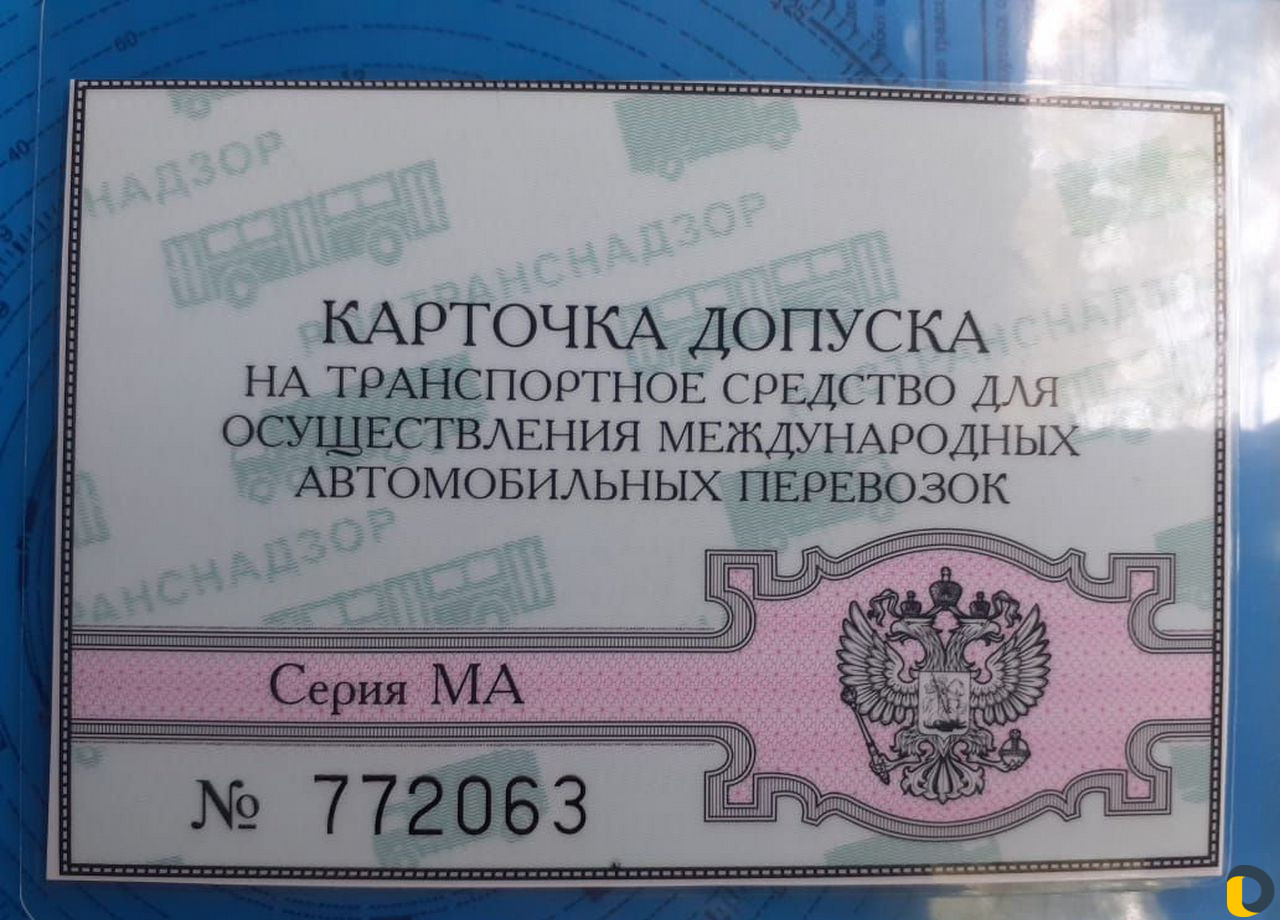 КАРТОЧКА ДОПУСКА
НА ТРАНСПОРТНОЕ СРЕДСТВО ДЛЯ
ОСУЩЕСТВЛЕНИЯ МЕЖДУНАРОДНЫХ
АВТОМОБИЛЬНЫХ ПЕРЕВОЗОК
Серия МА
№ 772063